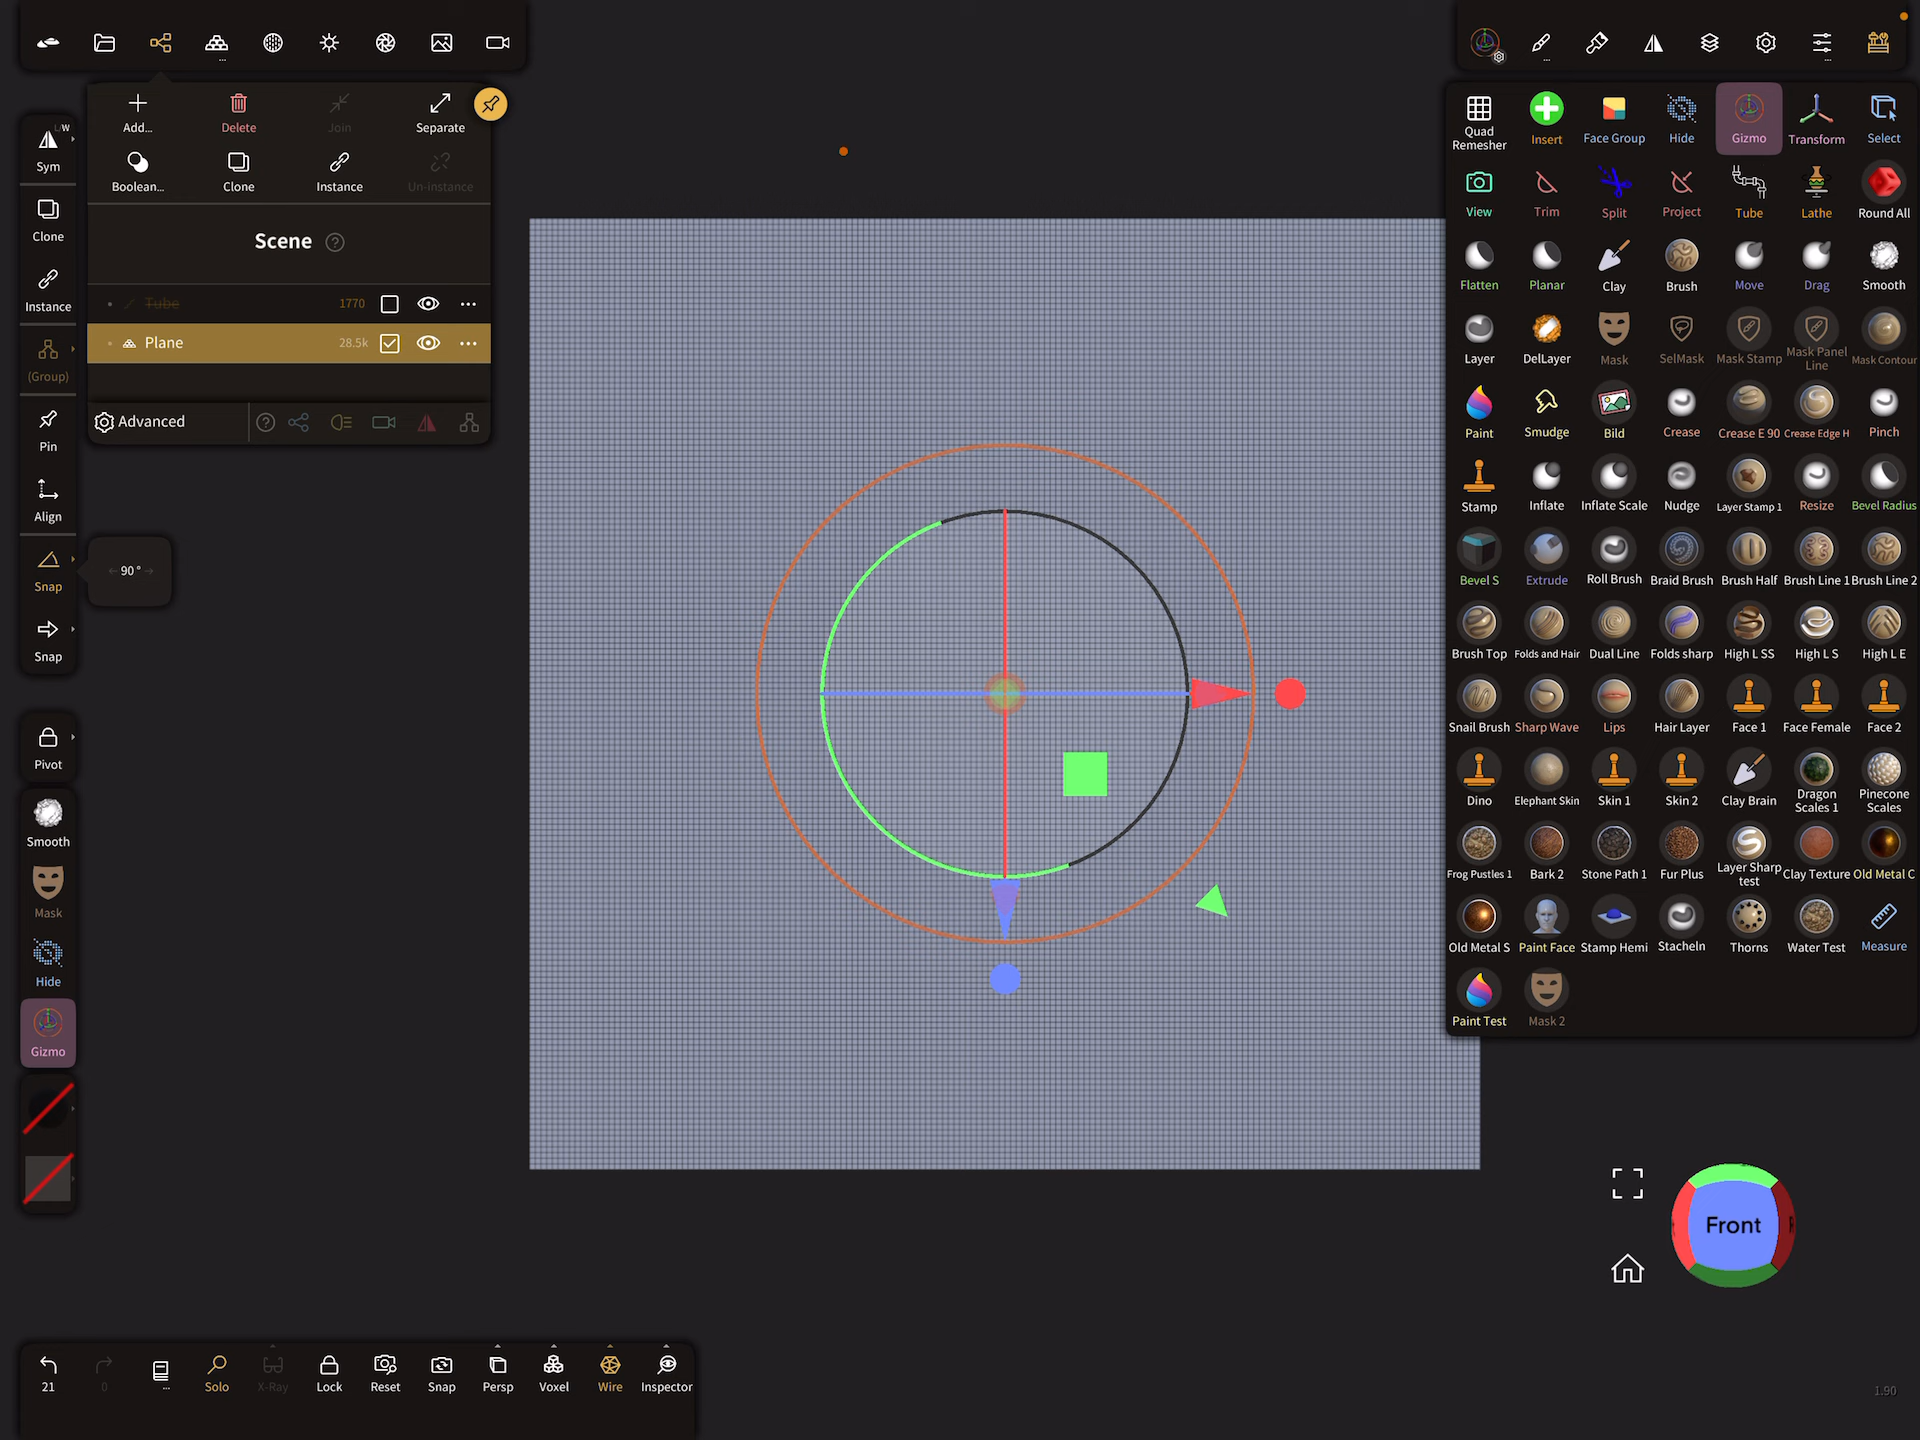 Add...
Delete
Join
Separate
Boolean...
Clone
Instance
Un-instance
Scene ?
Tube 1770
Plane 28.5k
Advanced
L/W
Sym
Clone
Instance
(Group)
Pin
Align
Snap
90 °
Snap
Pivot
Smooth
Mask
Hide
Gizmo
Quad Remesher
Insert
Face Group
Hide
Gizmo
Transform
Select
View
Trim
Split
Project
Tube
Lathe
Round All
Flatten
Planar
Clay
Brush
Move
Drag
Smooth
Layer
DelLayer
Mask
SelMask
Mask Stamp
Mask Panel Line
Mask Contour
Paint
Smudge
Bild
Crease
Crease E 90
Crease Edge H
Pinch
Stamp
Inflate
Inflate Scale
Nudge
Layer Stamp 1
Resize
Bevel Radius
Bevel S
Extrude
Roll Brush
Braid Brush
Brush Half
Brush Line 1
Brush Line 2
Brush Top
Folds and Hair
Dual Line
Folds sharp
High L SS
High L S
High L E
Snail Brush
Sharp Wave
Lips
Hair Layer
Face 1
Face Female
Face 2
Dino
Elephant Skin
Skin 1
Skin 2
Clay Brain
Dragon Scales 1
Pinecone Scales
Frog Pustles 1
Bark 2
Stone Path 1
Fur Plus
Layer Sharp test
Clay Texture
Old Metal C
Old Metal S
Paint Face
Stamp Hemi
Stacheln
Thorns
Water Test
Measure
Paint Test
Mask 2
Front
21
0
Solo
X-Ray
Lock
Reset
Snap
Persp
Voxel
Wire
Inspector
1.90